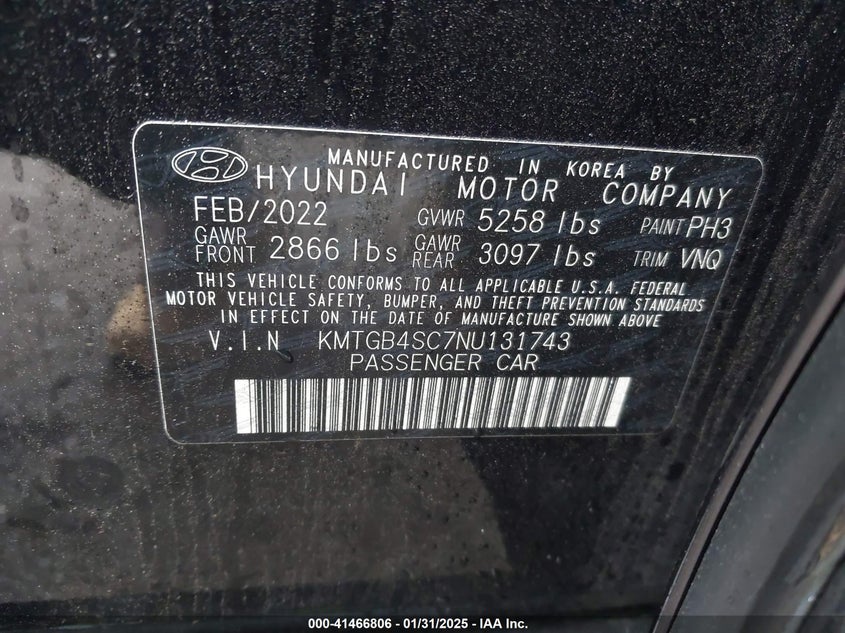 MANUFACTURED IN KOREA BY
HYUNDAI MOTOR COMPANY
FEB/2022 GVWR 5258 lbs PAINT PH3
GAWR FRONT 2866 lbs GAWR REAR 3097 lbs TRIM VNQ
THIS VEHICLE CONFORMS TO ALL APPLICABLE U.S.A. FEDERAL
MOTOR VEHICLE SAFETY, BUMPER, AND THEFT PREVENTION STANDARDS
IN EFFECT ON THE DATE OF MANUFACTURE SHOWN ABOVE
V.I.N KMTGB4SC7NU131743
PASSENGER CAR
000-41466806 - 01/31/2025 - IAA Inc.